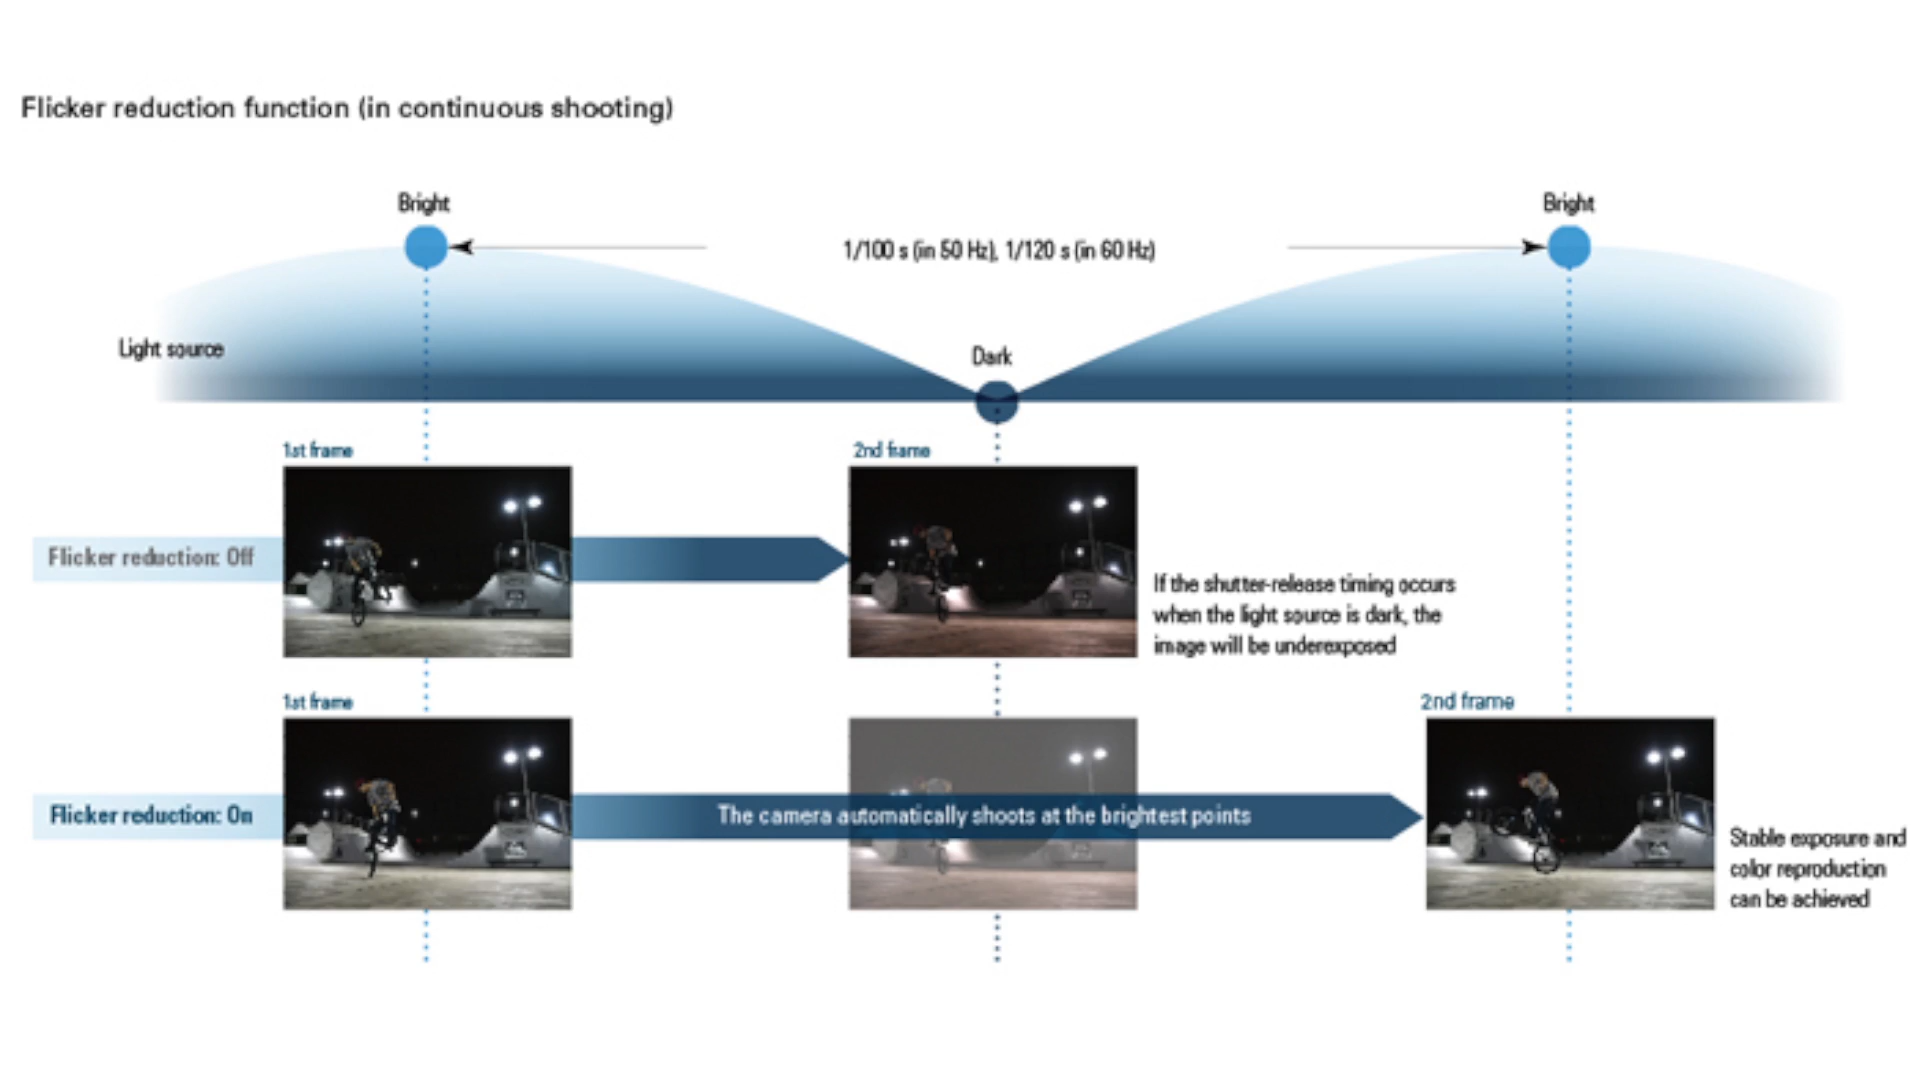 Flicker reduction function (in continuous shooting)
Bright
Bright
1/100 s (in 50 Hz), 1/120 s (in 60 Hz)
Dark
Light source
1st frame
2nd frame
Flicker reduction: Off
If the shutter-release timing occurs
when the light source is dark, the
image will be underexposed
1st frame
2nd frame
Flicker reduction: On
The camera automatically shoots at the brightest points
Stable exposure and
color reproduction
can be achieved